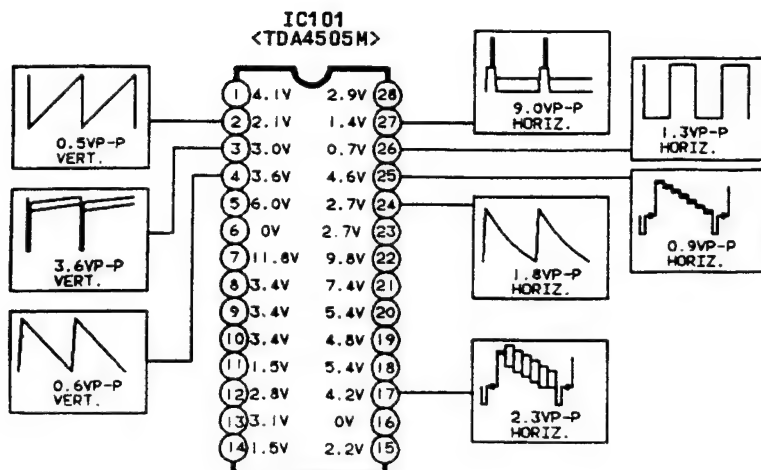 IC101
<TDA4505M>
0.5VP-P
VERT.
3.6VP-P
VERT.
0.6VP-P
VERT.
1 4.1V 2.9V 28
2 2.1V 1.4V 27
3 3.0V 0.7V 26
4 3.6V 4.6V 25
5 6.0V 2.7V 24
6 0V 2.7V 23
7 11.8V 9.8V 22
8 3.4V 7.4V 21
9 3.4V 5.4V 20
10 3.4V 4.8V 19
11 1.5V 5.4V 18
12 2.8V 4.2V 17
13 3.1V 0V 16
14 1.5V 2.2V 15
9.0VP-P
HORIZ.
1.3VP-P
HORIZ.
0.9VP-P
HORIZ.
1.8VP-P
HORIZ.
2.3VP-P
HORIZ.